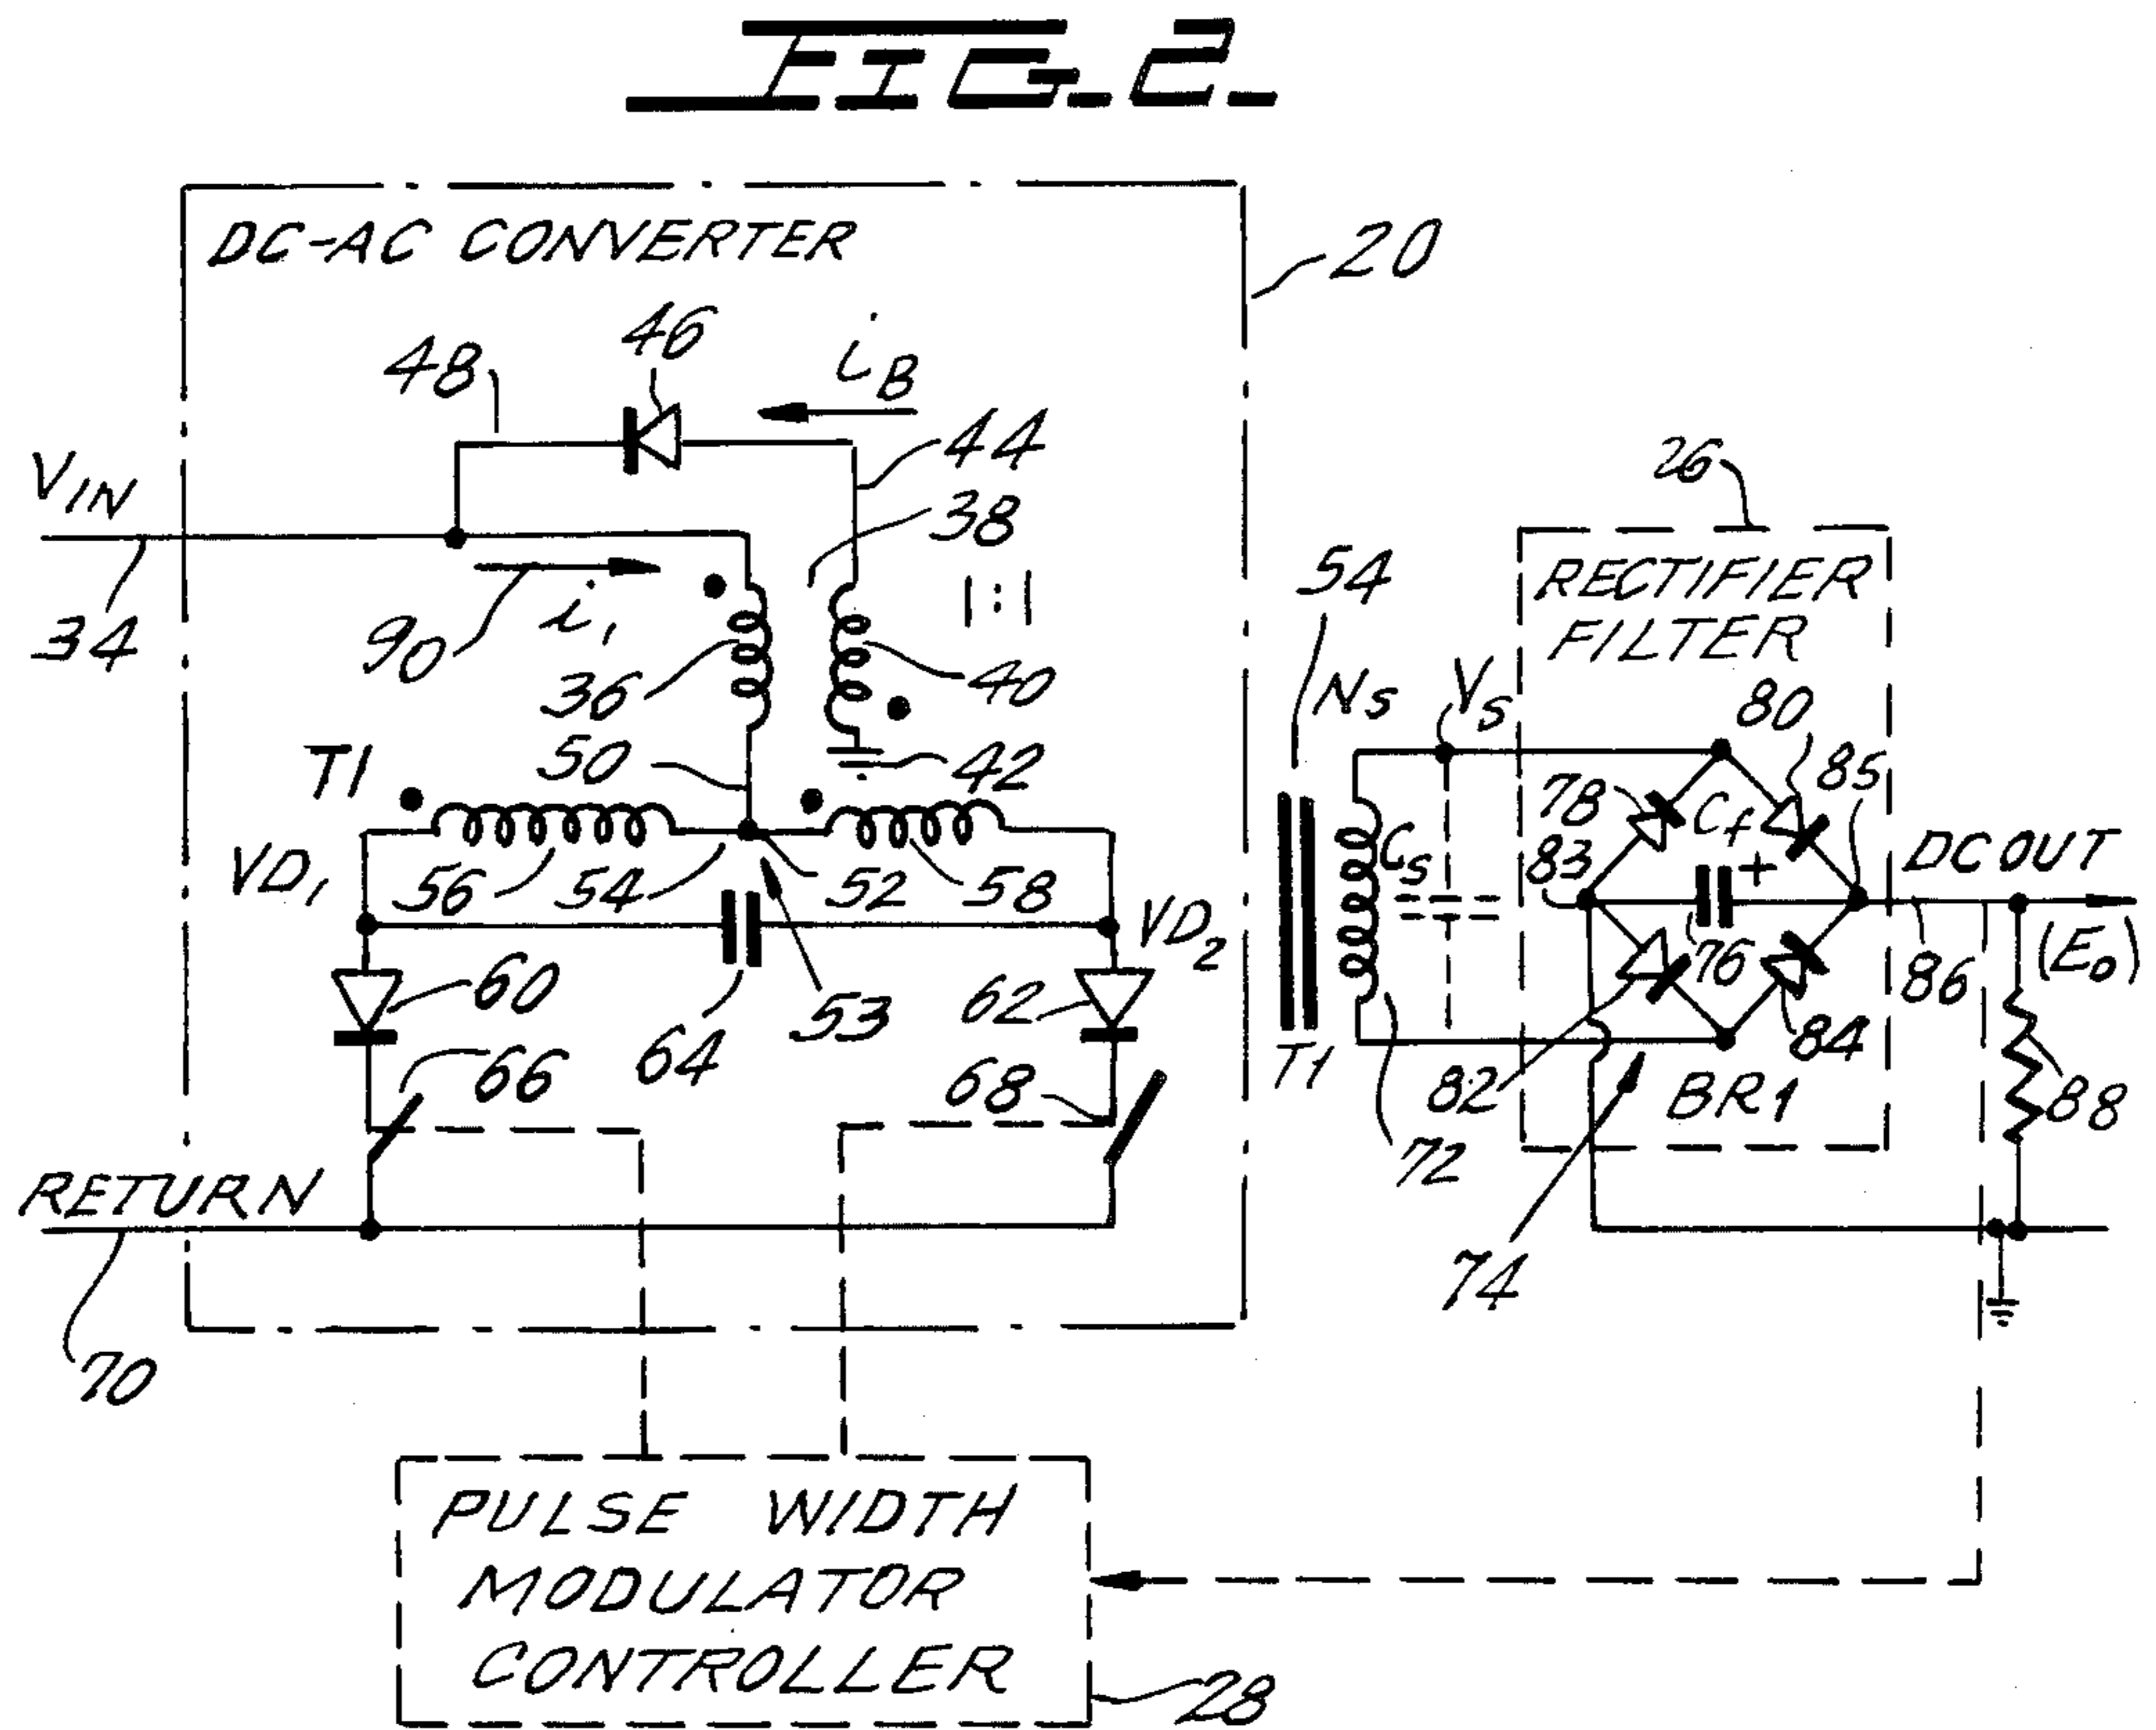 FIG. 2.
DC-AC CONVERTER
20
46
iB
48
44
VIN
38
26
34
90
i1
1:1
54
RECTIFIER
FILTER
36
40
NS
VS
80
T1
50
42
78
Cf
85
VD1
56
54
52
58
CS
83
+
DC OUT
VD2
60
64
53
62
76
86
(Eo)
66
68
T1
82
84
BR1
88
72
RETURN
74
70
PULSE WIDTH
MODULATOR
CONTROLLER
28